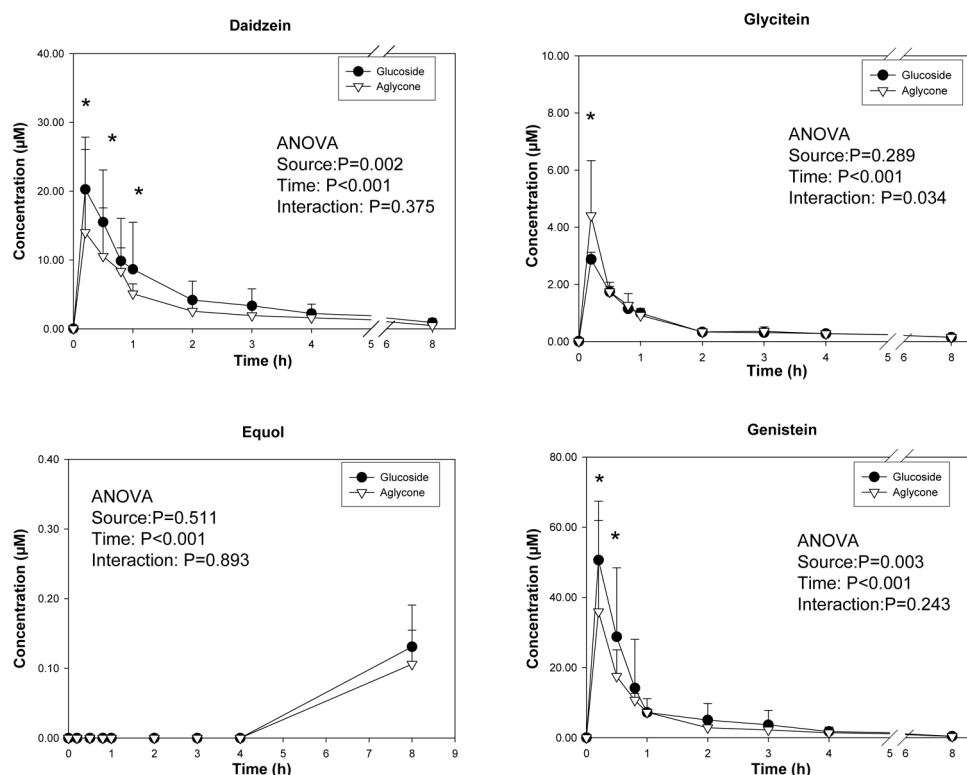 Daidzein
40.00
30.00
20.00
10.00
0.00
Concentration (µM)
Glucoside
Aglycone
*
*
*
ANOVA
Source:P=0.002
Time: P<0.001
Interaction: P=0.375
0 1 2 3 4 5 6 8
Time (h)
Glycitein
10.00
8.00
6.00
4.00
2.00
0.00
Concentration (µM)
Glucoside
Aglycone
*
ANOVA
Source:P=0.289
Time: P<0.001
Interaction: P=0.034
0 1 2 3 4 5 6 8
Time (h)
Equol
0.40
0.30
0.20
0.10
0.00
Concentration (µM)
Glucoside
Aglycone
ANOVA
Source:P=0.511
Time: P<0.001
Interaction: P=0.893
0 1 2 3 4 5 6 7 8 9
Time (h)
Genistein
80.00
60.00
40.00
20.00
0.00
Concentration (µM)
Glucoside
Aglycone
*
*
ANOVA
Source:P=0.003
Time: P<0.001
Interaction:P=0.243
0 1 2 3 4 5 6 8
Time (h)